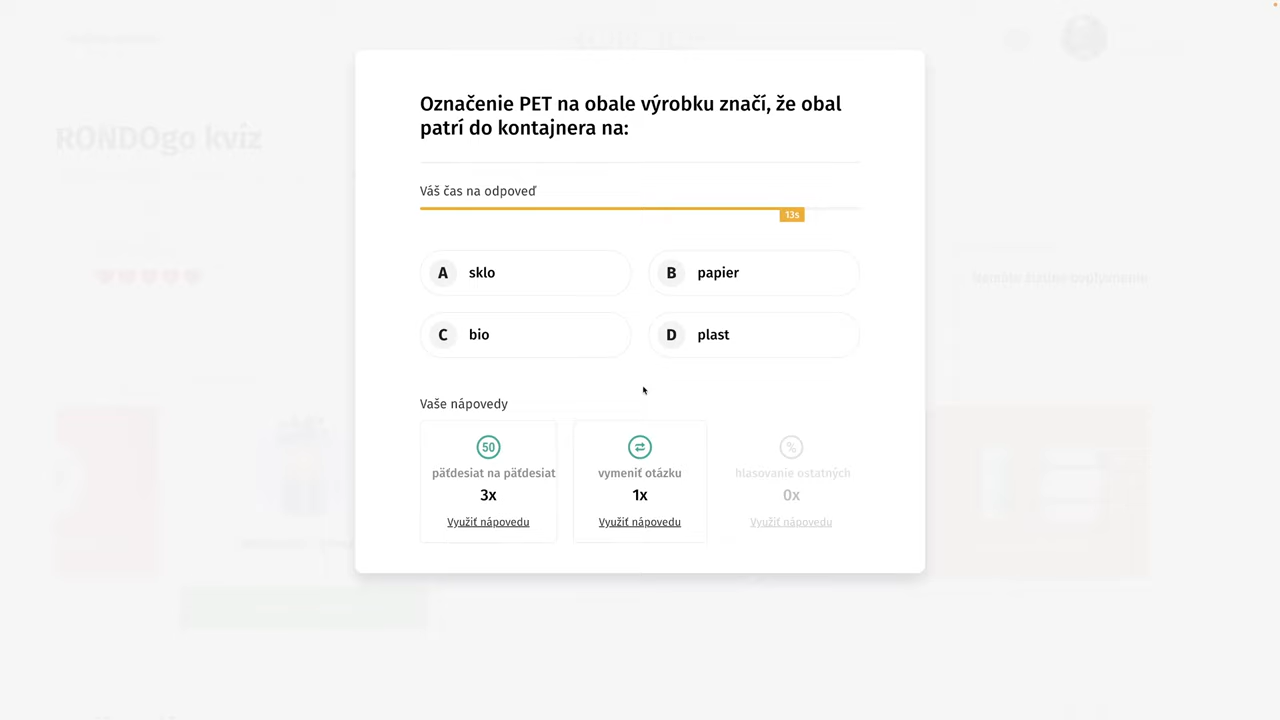 RONDOgo kvíz
Označenie PET na obale výrobku značí, že obal
patrí do kontajnera na:
Váš čas na odpoveď
13s
A sklo
B papier
C bio
D plast
Vaše nápovedy
50
%
päťdesiat na päťdesiat
vymeniť otázku
hlasovanie ostatných
3x
1x
0x
Využiť nápovedu
Využiť nápovedu
Využiť nápovedu